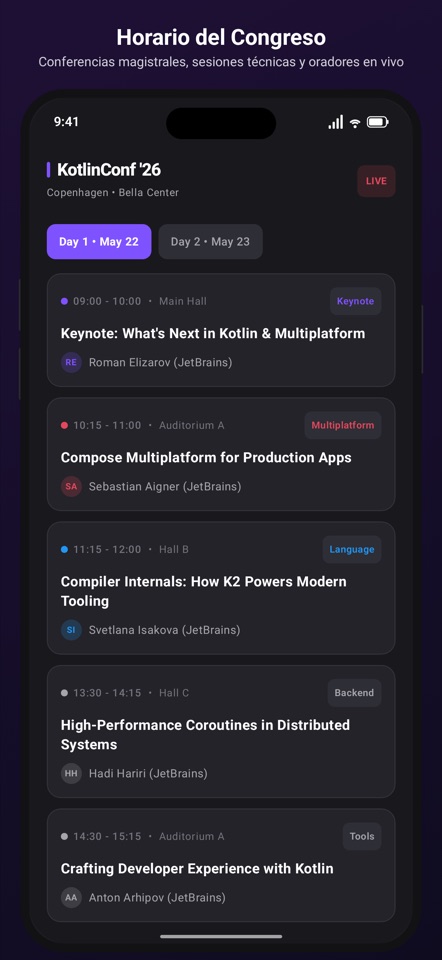 Horario del Congreso
Conferencias magistrales, sesiones técnicas y oradores en vivo
9:41
KotlinConf '26
Copenhagen • Bella Center
LIVE
Day 1 • May 22
Day 2 • May 23
09:00 - 10:00 • Main Hall
Keynote
Keynote: What's Next in Kotlin & Multiplatform
RE
Roman Elizarov (JetBrains)
10:15 - 11:00 • Auditorium A
Multiplatform
Compose Multiplatform for Production Apps
SA
Sebastian Aigner (JetBrains)
11:15 - 12:00 • Hall B
Language
Compiler Internals: How K2 Powers Modern
Tooling
SI
Svetlana Isakova (JetBrains)
13:30 - 14:15 • Hall C
Backend
High-Performance Coroutines in Distributed
Systems
HH
Hadi Hariri (JetBrains)
14:30 - 15:15 • Auditorium A
Tools
Crafting Developer Experience with Kotlin
AA
Anton Arhipov (JetBrains)